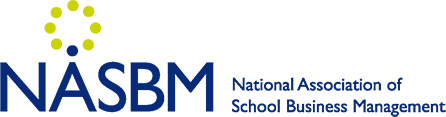 NASBM
National Association of
School Business Management